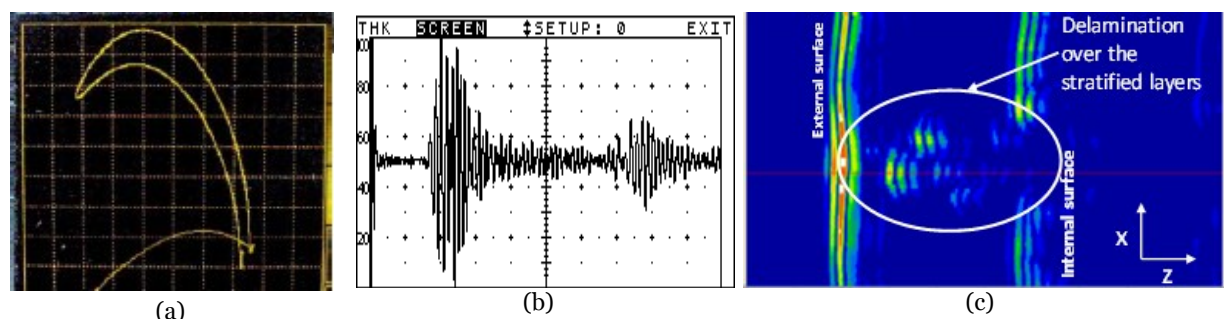 THK SCREEN ⇕SETUP: 0 EXIT
100
80
60
40
20
External surface
Delamination
over the
stratified layers
Internal surface
X
Z
(a)
(b)
(c)